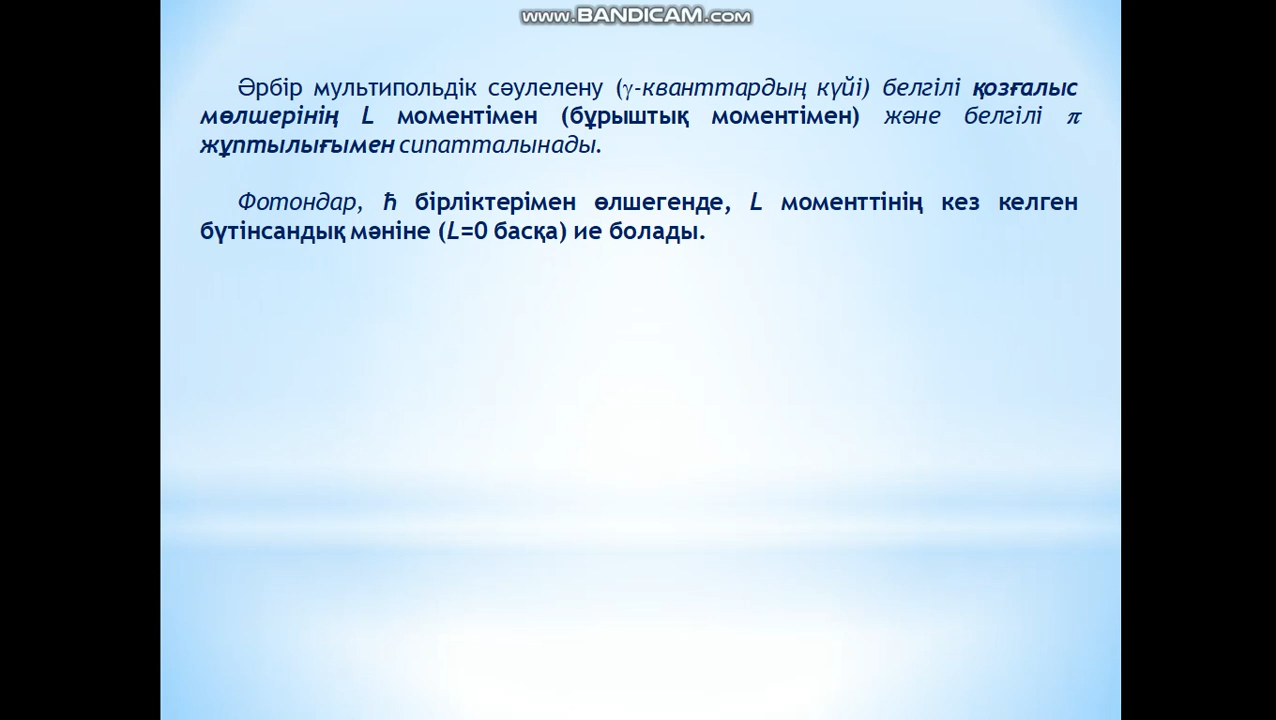 www.BANDICAM.com
Әрбір мультипольдік сәулелену (γ-кванттардың күйі) белгілі қозғалыс
мөлшерінің L моментімен (бұрыштық моментімен) және белгілі π
жұптылығымен сипатталынады.
Фотондар, ħ бірліктерімен өлшегенде, L моменттінің кез келген
бүтінсандық мәніне (L=0 басқа) ие болады.